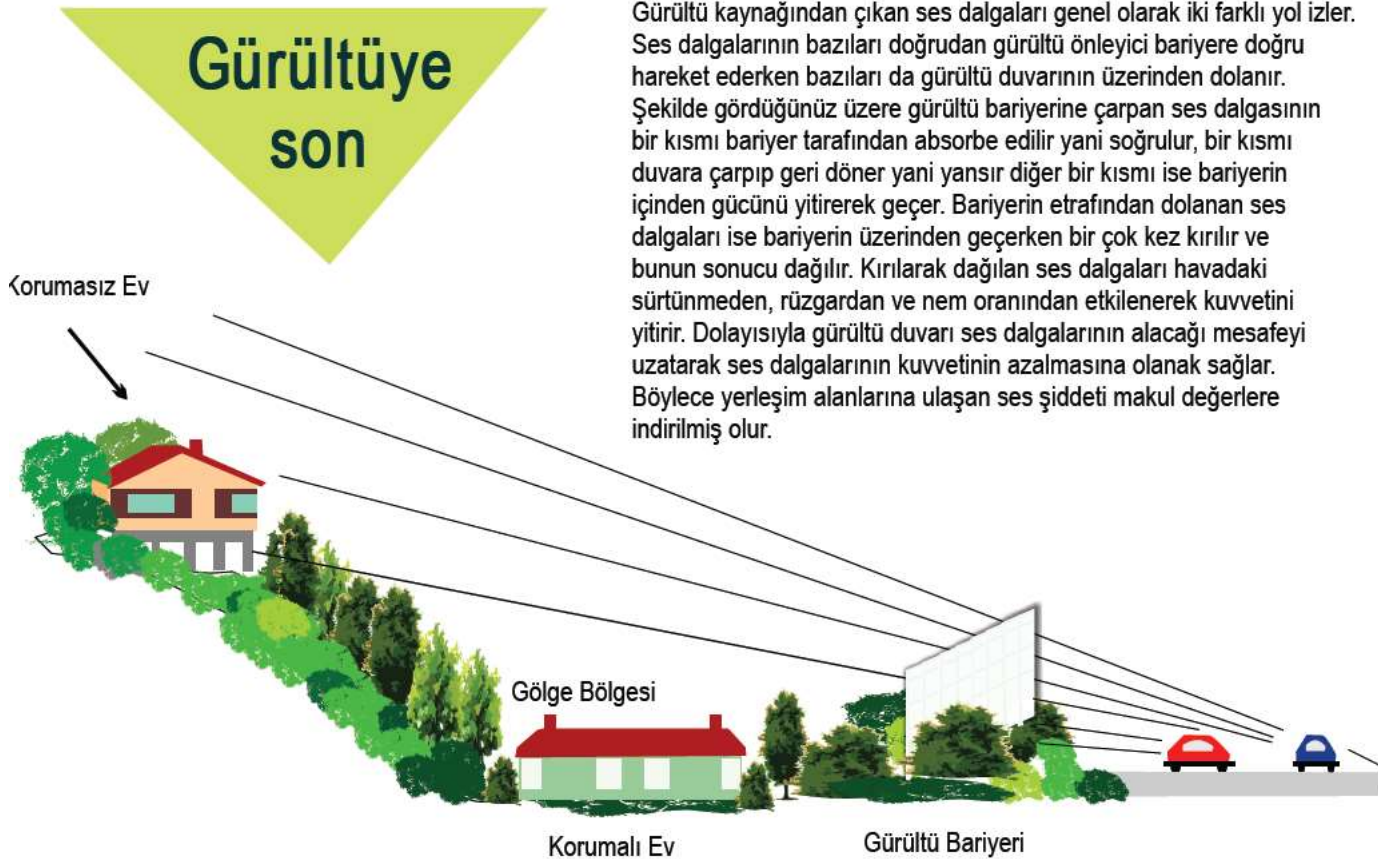 Gürültüye
son
Gürültü kaynağından çıkan ses dalgaları genel olarak iki farklı yol izler.
Ses dalgalarının bazıları doğrudan gürültü önleyici bariyere doğru
hareket ederken bazıları da gürültü duvarının üzerinden dolanır.
Şekilde gördüğünüz üzere gürültü bariyerine çarpan ses dalgasının
bir kısmı bariyer tarafından absorbe edilir yani soğrulur, bir kısmı
duvara çarpıp geri döner yani yansır diğer bir kısmı ise bariyerin
içinden gücünü yitirerek geçer. Bariyerin etrafından dolanan ses
dalgaları ise bariyerin üzerinden geçerken bir çok kez kırılır ve
bunun sonucu dağılır. Kırılarak dağılan ses dalgaları havadaki
sürtünmeden, rüzgardan ve nem oranından etkilenerek kuvvetini
yitirir. Dolayısıyla gürültü duvarı ses dalgalarının alacağı mesafeyi
uzatarak ses dalgalarının kuvvetinin azalmasına olanak sağlar.
Böylece yerleşim alanlarına ulaşan ses şiddeti makul değerlere
indirilmiş olur.
Korumasız Ev
Gölge Bölgesi
Korumalı Ev
Gürültü Bariyeri